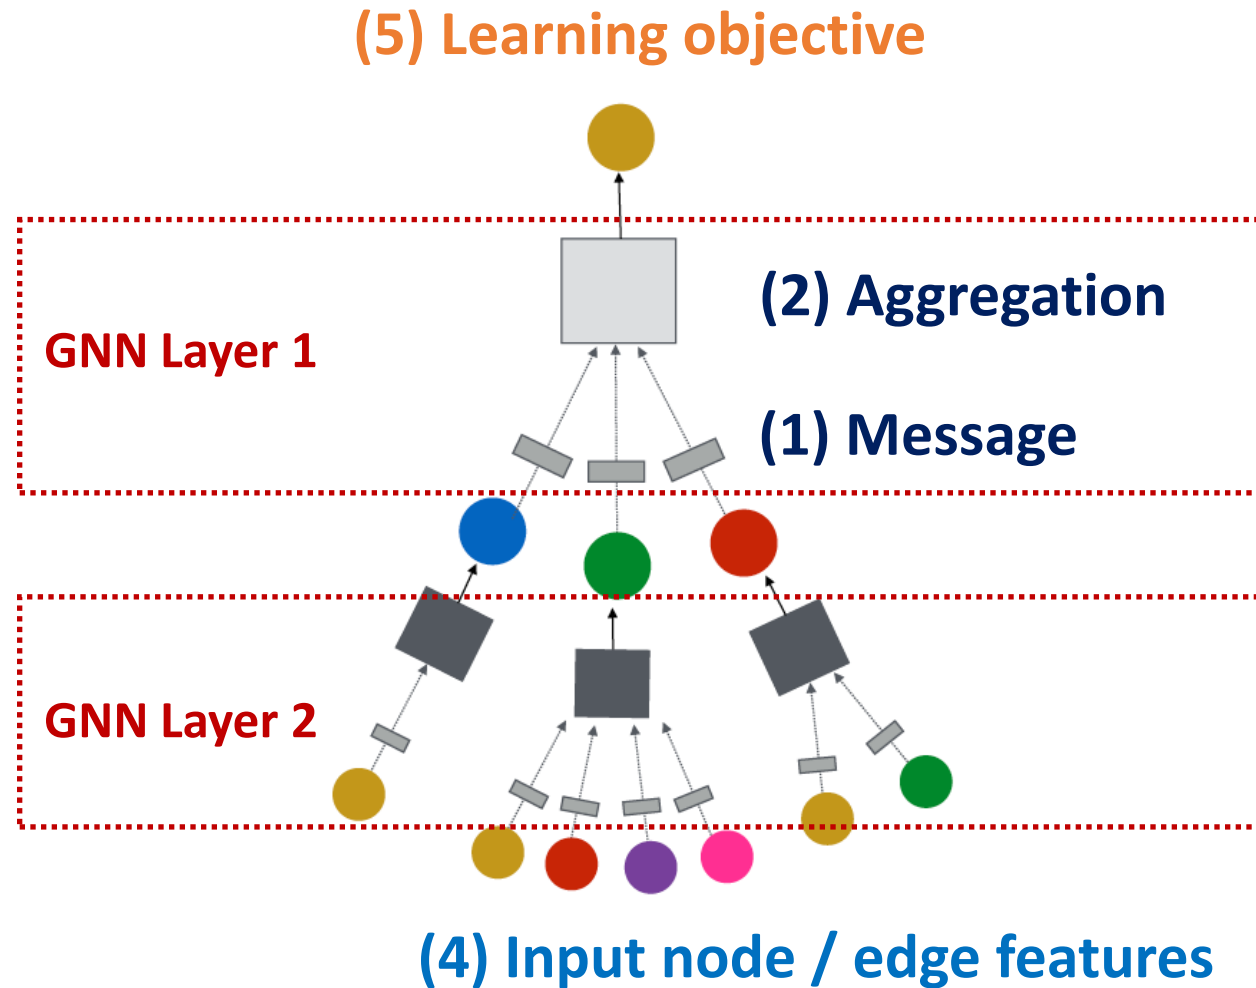 (5) Learning objective
(2) Aggregation
GNN Layer 1
(1) Message
GNN Layer 2
(4) Input node / edge features